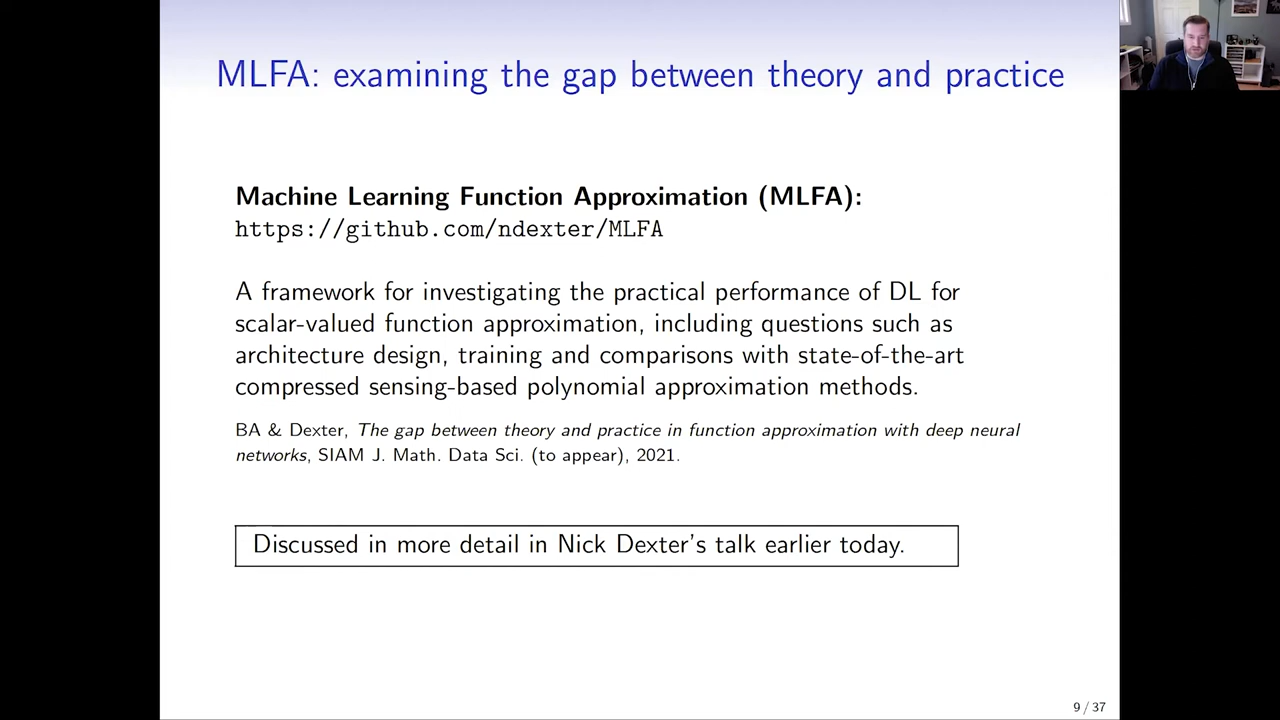 MLFA: examining the gap between theory and practice
Machine Learning Function Approximation (MLFA):
https://github.com/ndexter/MLFA
A framework for investigating the practical performance of DL for
scalar-valued function approximation, including questions such as
architecture design, training and comparisons with state-of-the-art
compressed sensing-based polynomial approximation methods.
BA & Dexter, The gap between theory and practice in function approximation with deep neural
networks, SIAM J. Math. Data Sci. (to appear), 2021.
Discussed in more detail in Nick Dexter's talk earlier today.
9 / 37